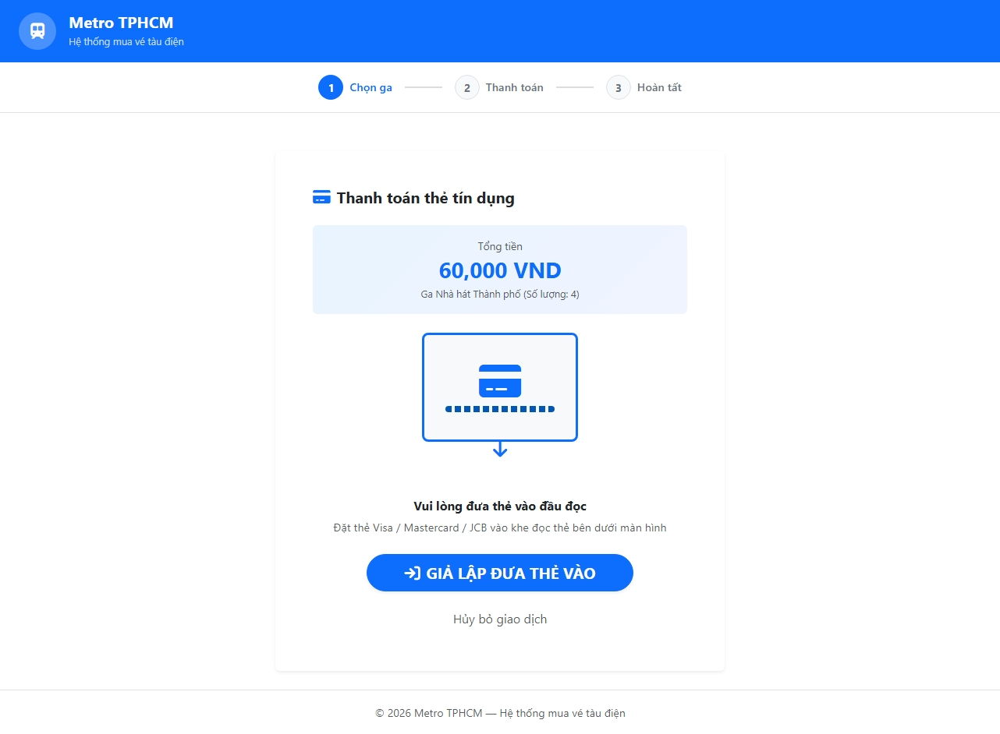 Metro TPHCM
Hệ thống mua vé tàu điện
1 Chọn ga
2 Thanh toán
3 Hoàn tất
Thanh toán thẻ tín dụng
Tổng tiền
60,000 VND
Ga Nhà hát Thành phố (Số lượng: 4)
Vui lòng đưa thẻ vào đầu đọc
Đặt thẻ Visa / Mastercard / JCB vào khe đọc thẻ bên dưới màn hình
GIẢ LẬP ĐƯA THẺ VÀO
Hủy bỏ giao dịch
© 2026 Metro TPHCM — Hệ thống mua vé tàu điện